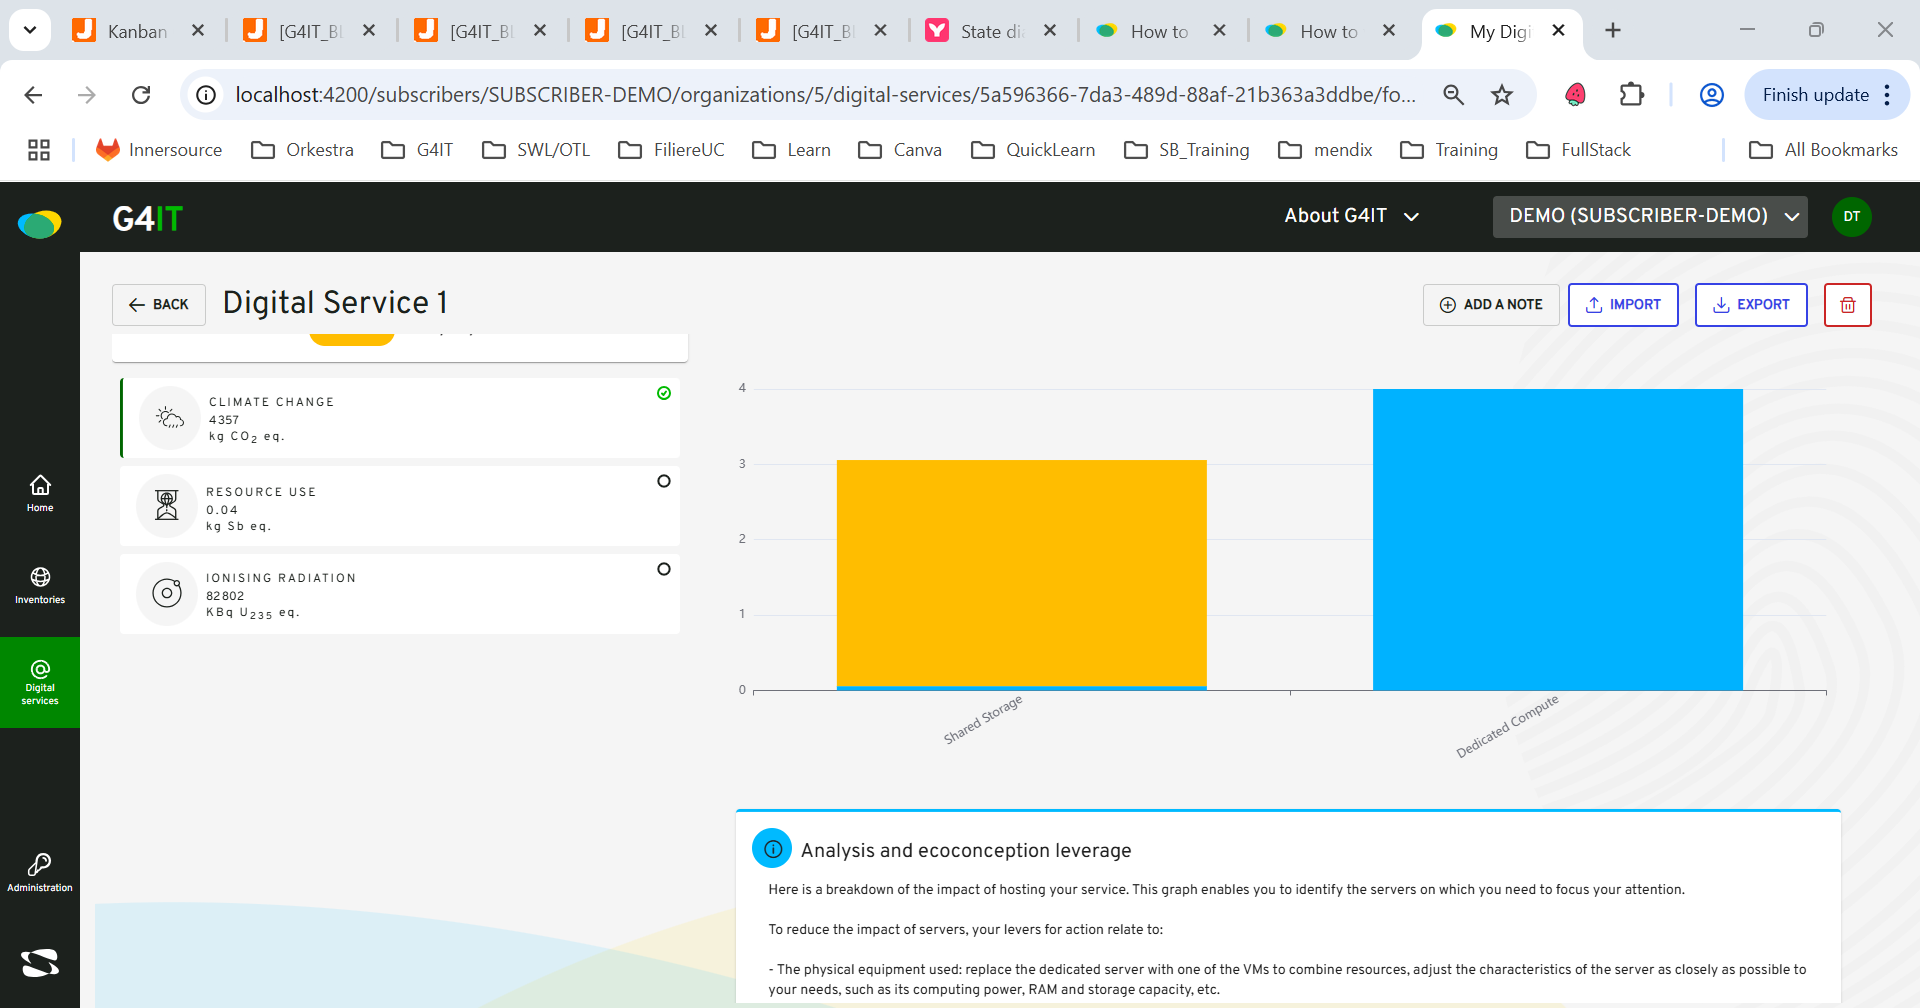 Kanban
[G4IT_BL
[G4IT_BL
[G4IT_BL
[G4IT_BL
State di
How to
How to
My Digi
localhost:4200/subscribers/SUBSCRIBER-DEMO/organizations/5/digital-services/5a596366-7da3-489d-88af-21b363a3ddbe/fo...
Finish update
Innersource
Orkestra
G4IT
SWL/OTL
FiliereUC
Learn
Canva
QuickLearn
SB_Training
mendix
Training
FullStack
All Bookmarks
G4IT
About G4IT
DEMO (SUBSCRIBER-DEMO)
DT
BACK
Digital Service 1
ADD A NOTE
IMPORT
EXPORT
Home
Inventories
Digital
services
Administration
CLIMATE CHANGE
4357
kg CO2 eq.
RESOURCE USE
0.04
kg Sb eq.
IONISING RADIATION
82802
KBq U235 eq.
4
3
2
1
0
Shared Storage
Dedicated Compute
Analysis and ecoconception leverage
Here is a breakdown of the impact of hosting your service. This graph enables you to identify the servers on which you need to focus your attention.
To reduce the impact of servers, your levers for action relate to:
- The physical equipment used: replace the dedicated server with one of the VMs to combine resources, adjust the characteristics of the server as closely as possible to
your needs, such as its computing power, RAM and storage capacity, etc.